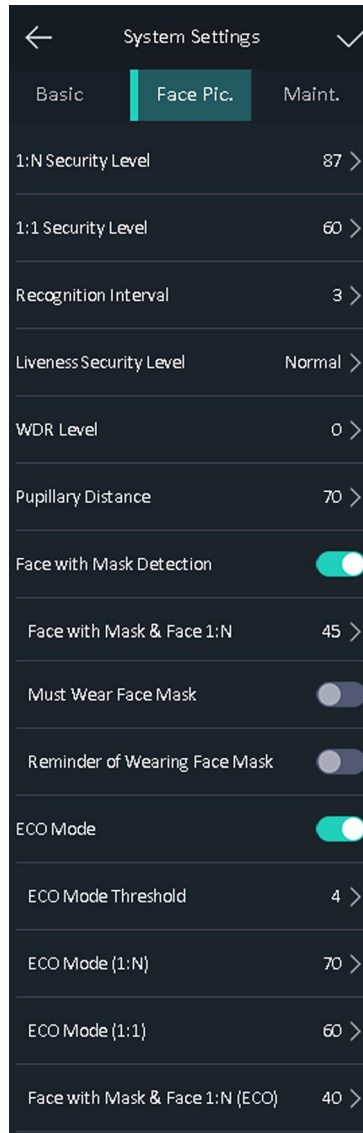 System Settings
Basic Face Pic. Maint.
1:N Security Level 87
1:1 Security Level 60
Recognition Interval 3
Liveness Security Level Normal
WDR Level 0
Pupillary Distance 70
Face with Mask Detection
Face with Mask & Face 1:N 45
Must Wear Face Mask
Reminder of Wearing Face Mask
ECO Mode
ECO Mode Threshold 4
ECO Mode (1:N) 70
ECO Mode (1:1) 60
Face with Mask & Face 1:N (ECO) 40